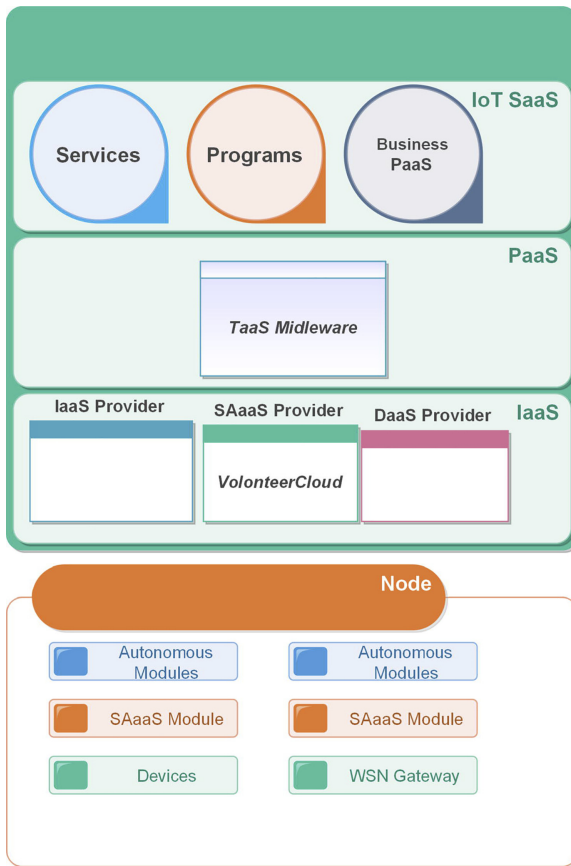 IoT SaaS
Services
Programs
Business
PaaS
PaaS
TaaS Midleware
IaaS
IaaS Provider
SAaaS Provider
DaaS Provider
VolonteerCloud
Node
Autonomous
Modules
Autonomous
Modules
SAaaS Module
SAaaS Module
Devices
WSN Gateway